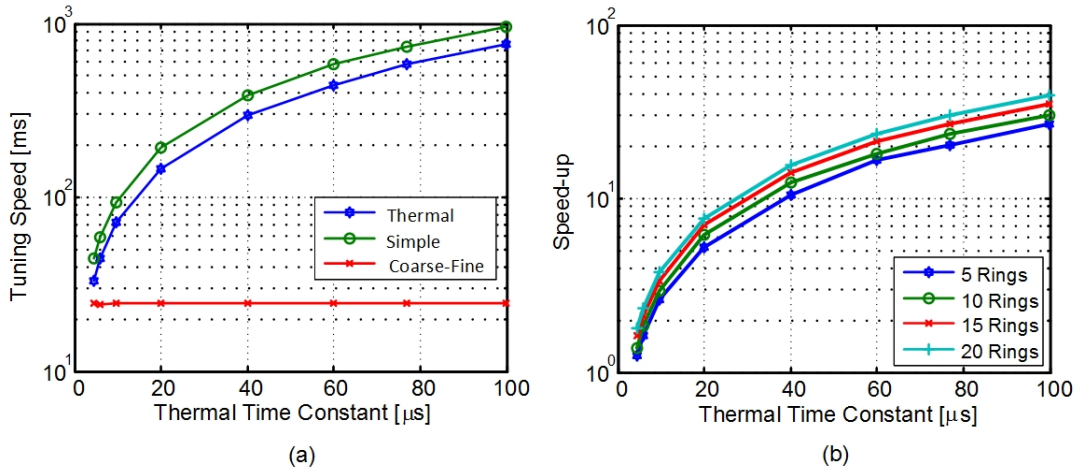 Tuning Speed [ms]
10³
10²
10¹
0
20
40
60
80
100
Thermal Time Constant [μs]
Thermal
Simple
Coarse-Fine
(a)
Speed-up
10²
10¹
10⁰
0
20
40
60
80
100
Thermal Time Constant [μs]
5 Rings
10 Rings
15 Rings
20 Rings
(b)